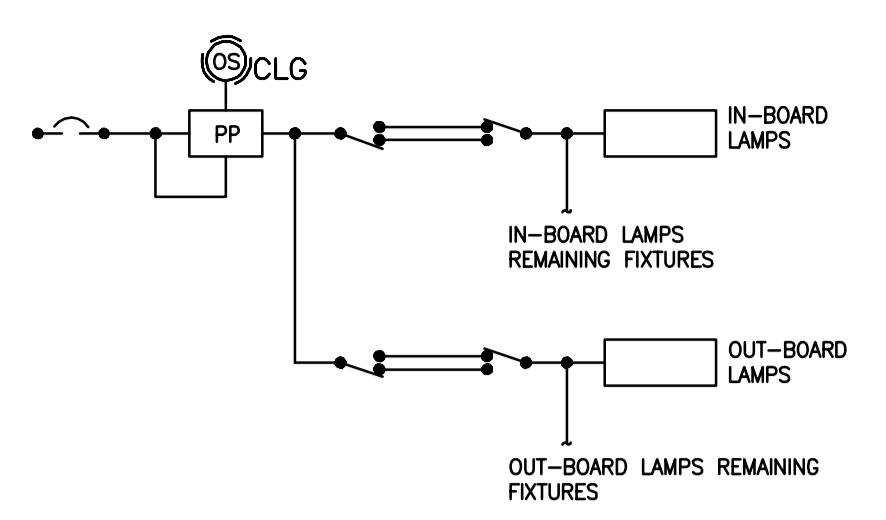 OS
CLG
PP
IN-BOARD
LAMPS
IN-BOARD LAMPS
REMAINING FIXTURES
OUT-BOARD
LAMPS
OUT-BOARD LAMPS REMAINING
FIXTURES